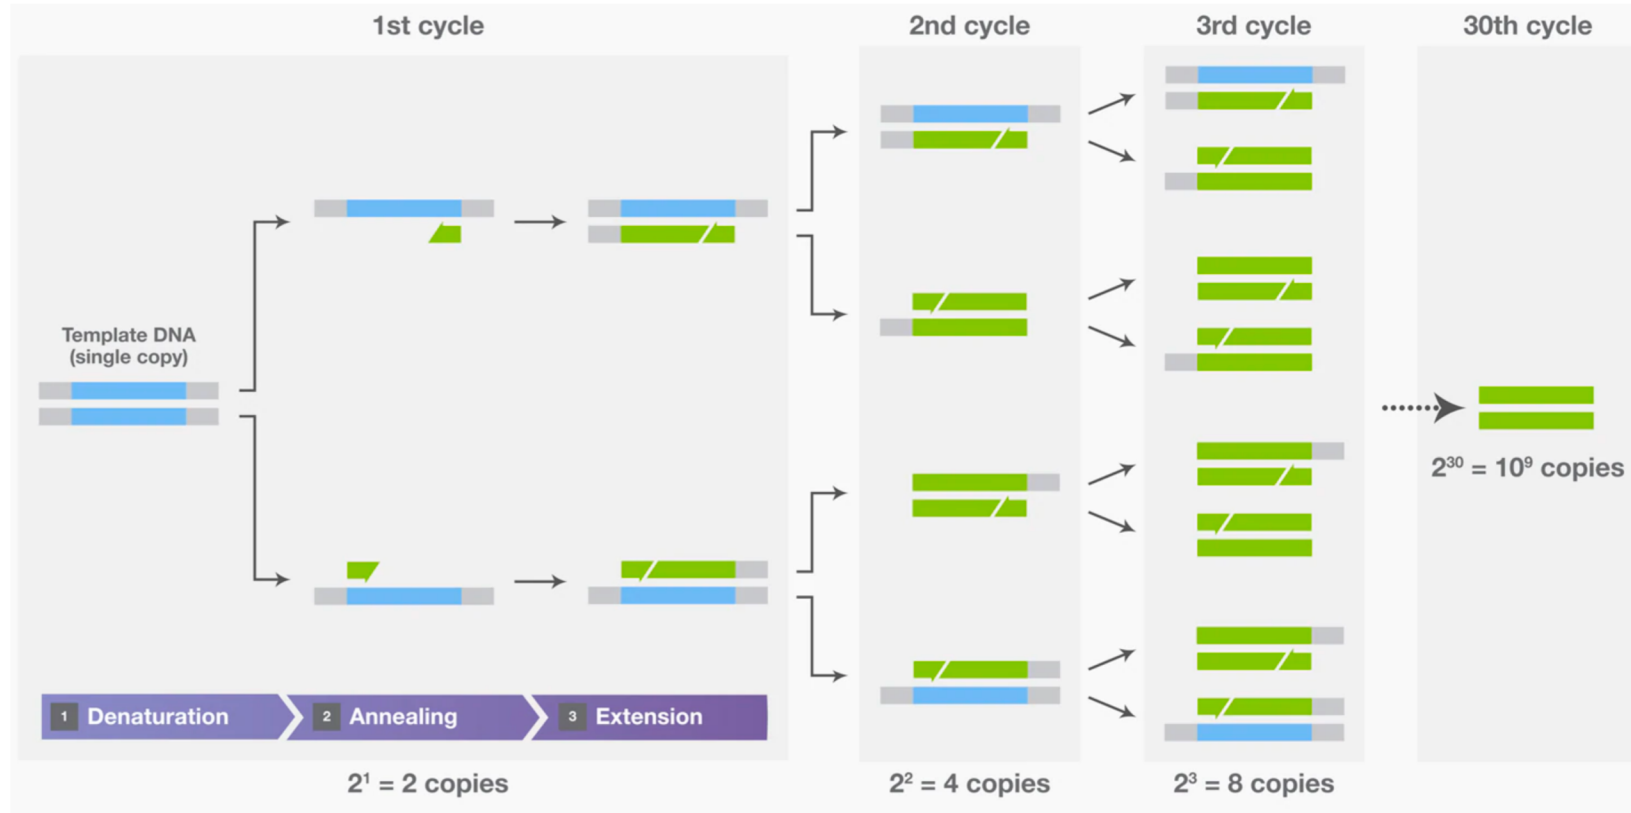 1st cycle
2nd cycle
3rd cycle
30th cycle
Template DNA
(single copy)
2³⁰ = 10⁹ copies
1 Denaturation
2 Annealing
3 Extension
2¹ = 2 copies
2² = 4 copies
2³ = 8 copies